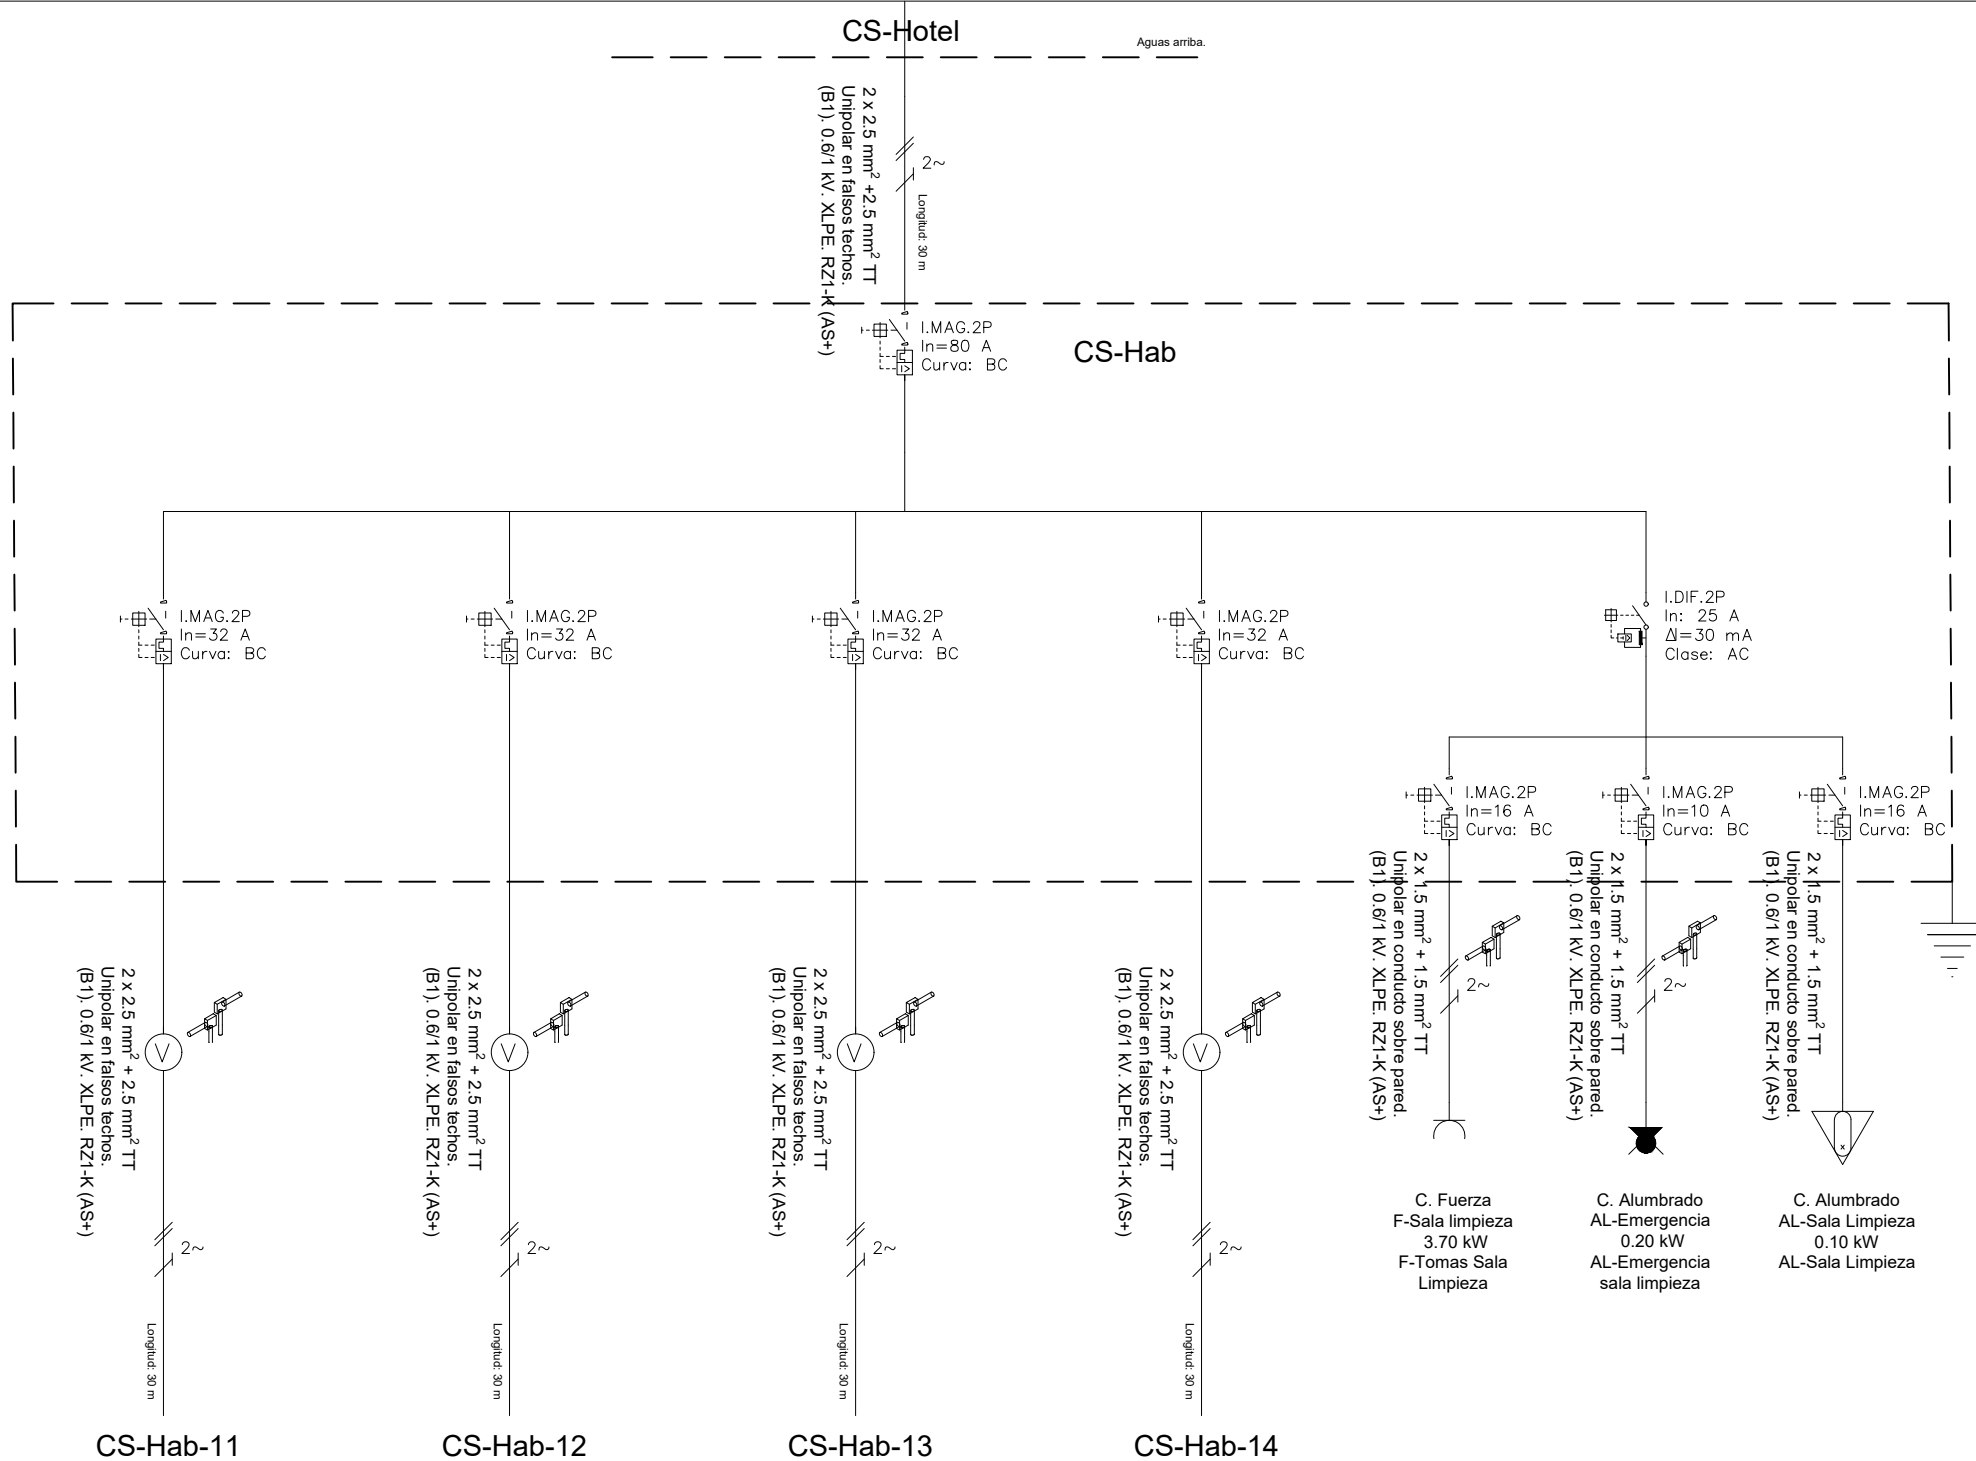 CS-Hotel
Aguas arriba.
2 x 2.5 mm² +2.5 mm² TT
Unipolar en falsos techos.
(B1). 0.6/1 kV. XLPE. RZ1-K (AS+)
2~
Longitud: 30 m
I.MAG.2P
In=80 A
Curva: BC
CS-Hab
I.MAG.2P
In=32 A
Curva: BC
I.MAG.2P
In=32 A
Curva: BC
I.MAG.2P
In=32 A
Curva: BC
I.MAG.2P
In=32 A
Curva: BC
I.DIF.2P
In: 25 A
ΔI=30 mA
Clase: AC
I.MAG.2P
In=16 A
Curva: BC
I.MAG.2P
In=10 A
Curva: BC
I.MAG.2P
In=16 A
Curva: BC
2 x 1.5 mm² + 1.5 mm² TT
Unipolar en conducto sobre pared.
(B1). 0.6/1 kV. XLPE. RZ1-K (AS+)
2~
2 x 1.5 mm² + 1.5 mm² TT
Unipolar en conducto sobre pared.
(B1). 0.6/1 kV. XLPE. RZ1-K (AS+)
2~
2 x 1.5 mm² + 1.5 mm² TT
Unipolar en conducto sobre pared.
(B1). 0.6/1 kV. XLPE. RZ1-K (AS+)
2 x 2.5 mm² + 2.5 mm² TT
Unipolar en falsos techos.
(B1). 0.6/1 kV. XLPE. RZ1-K (AS+)
V
2~
Longitud: 30 m
2 x 2.5 mm² + 2.5 mm² TT
Unipolar en falsos techos.
(B1). 0.6/1 kV. XLPE. RZ1-K (AS+)
V
2~
Longitud: 30 m
2 x 2.5 mm² + 2.5 mm² TT
Unipolar en falsos techos.
(B1). 0.6/1 kV. XLPE. RZ1-K (AS+)
V
2~
Longitud: 30 m
2 x 2.5 mm² + 2.5 mm² TT
Unipolar en falsos techos.
(B1). 0.6/1 kV. XLPE. RZ1-K (AS+)
V
2~
Longitud: 30 m
C. Fuerza
F-Sala limpieza
3.70 kW
F-Tomas Sala
Limpieza
C. Alumbrado
AL-Emergencia
0.20 kW
AL-Emergencia
sala limpieza
x
C. Alumbrado
AL-Sala Limpieza
0.10 kW
AL-Sala Limpieza
CS-Hab-11
CS-Hab-12
CS-Hab-13
CS-Hab-14